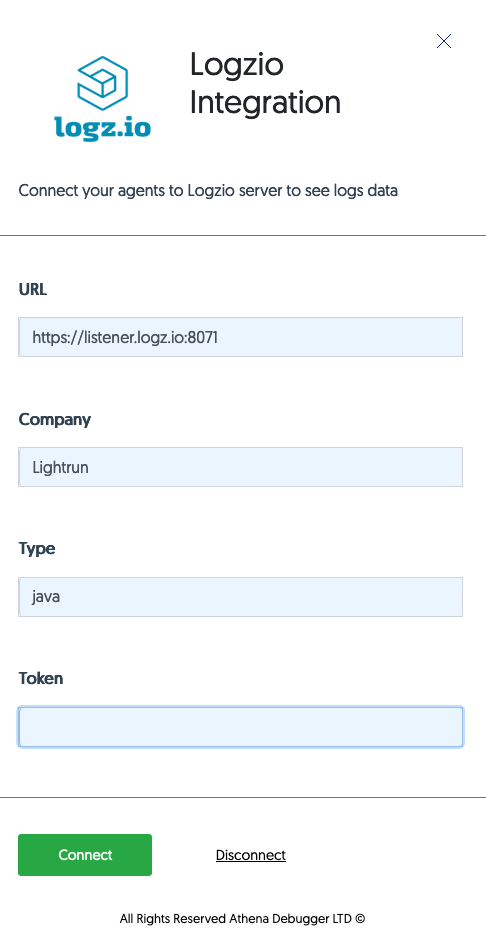 logz.io
Logzio
Integration
Connect your agents to Logzio server to see logs data
URL
https://listener.logz.io:8071
Company
Lightrun
Type
java
Token
Connect
Disconnect
All Rights Reserved Athena Debugger LTD ©